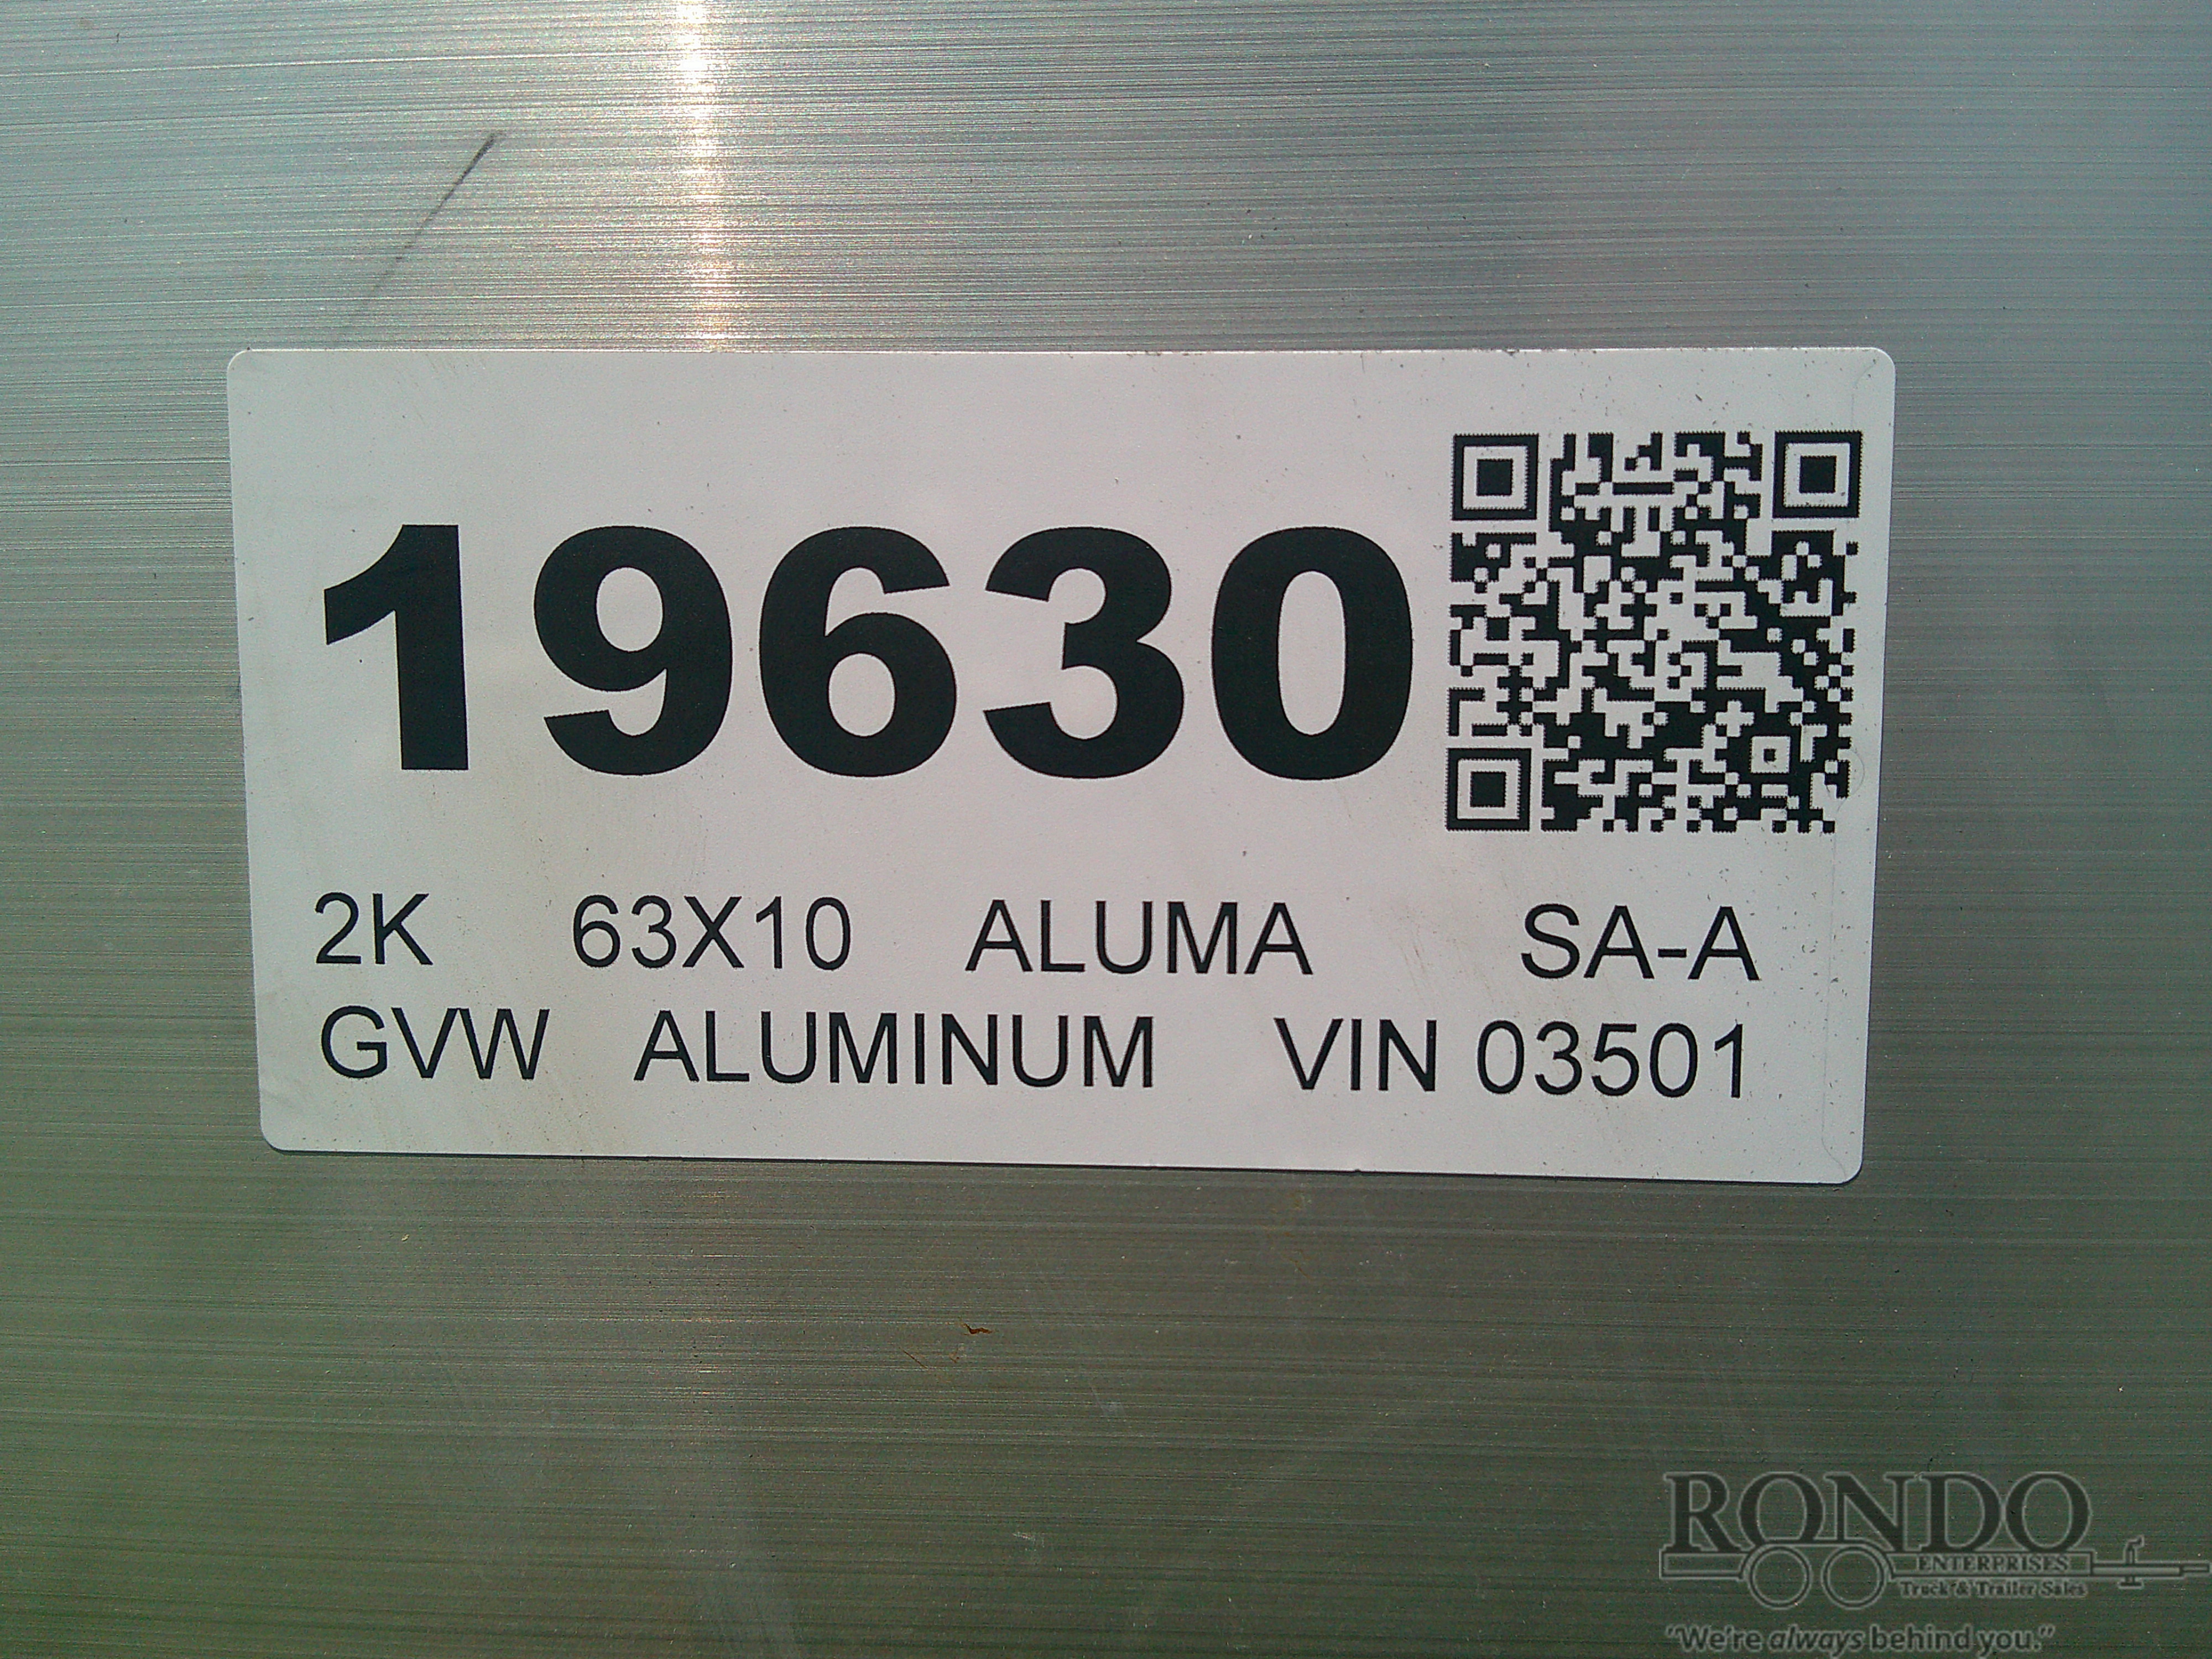 19630
2K 63X10 ALUMA SA-A
GVW ALUMINUM VIN 03501
RONDO
ENTERPRISES
Truck & Trailer Sales
"We're always behind you."